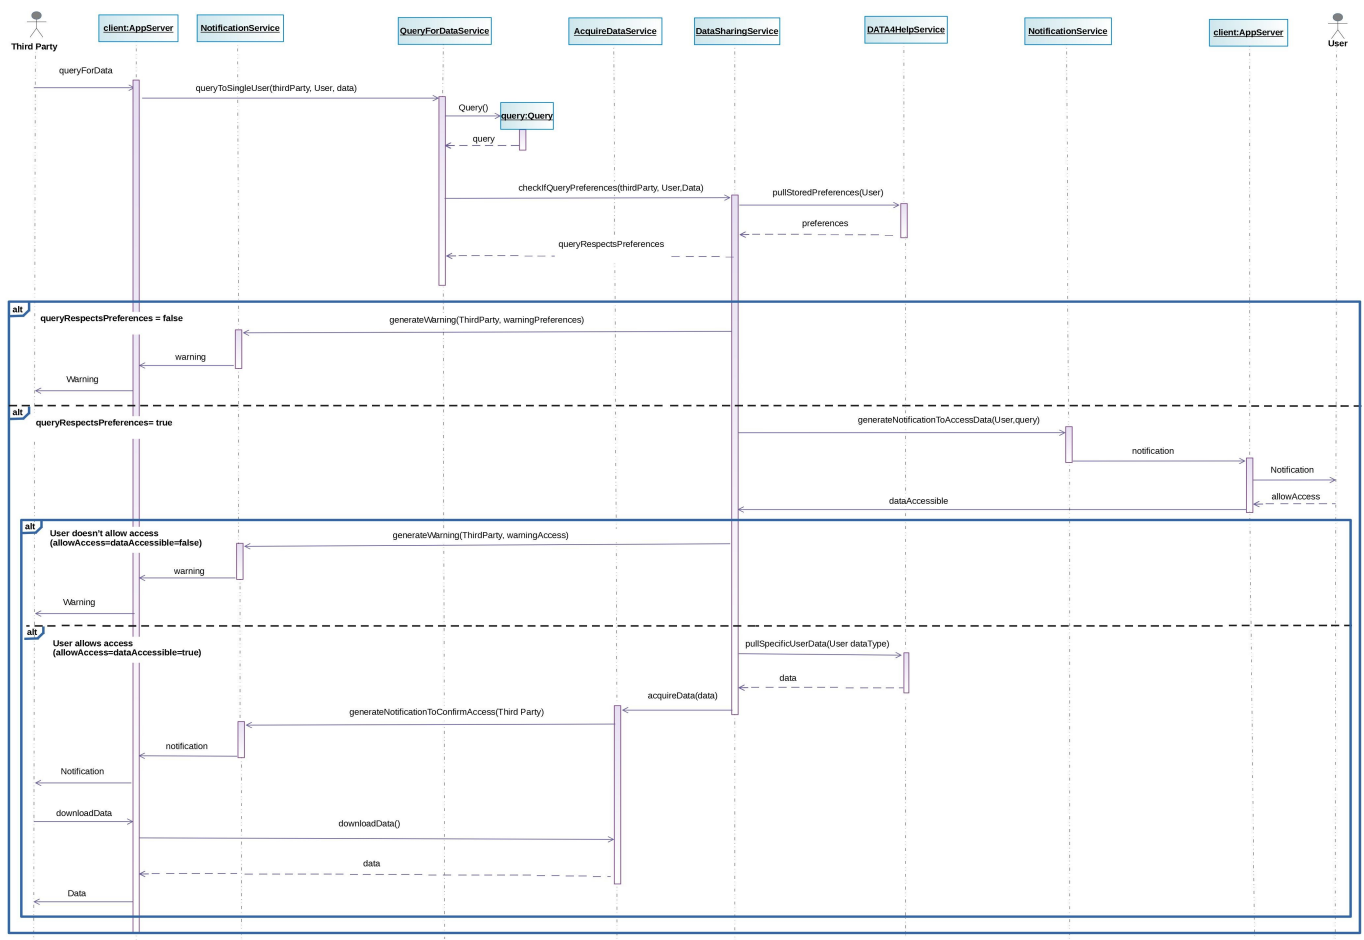 Third Party
client:AppServer
NotificationService
QueryForDataService
AcquireDataService
DataSharingService
DATA4HelpService
NotificationService
client:AppServer
User
queryForData
queryToSingleUser(thirdParty, User, data)
Query()
query:Query
query
checkIfQueryPreferences(thirdParty, User,Data)
pullStoredPreferences(User)
preferences
queryRespectsPreferences
alt
queryRespectsPreferences = false
generateWarning(ThirdParty, warningPreferences)
warning
Warning
alt
queryRespectsPreferences= true
generateNotificationToAccessData(User,query)
notification
Notification
allowAccess
dataAccessible
alt
User doesn't allow access
(allowAccess=dataAccessible=false)
generateWarning(ThirdParty, warningAccess)
warning
Warning
alt
User allows access
(allowAccess=dataAccessible=true)
pullSpecificUserData(User dataType)
data
acquireData(data)
generateNotificationToConfirmAccess(Third Party)
notification
Notification
downloadData
downloadData()
data
Data